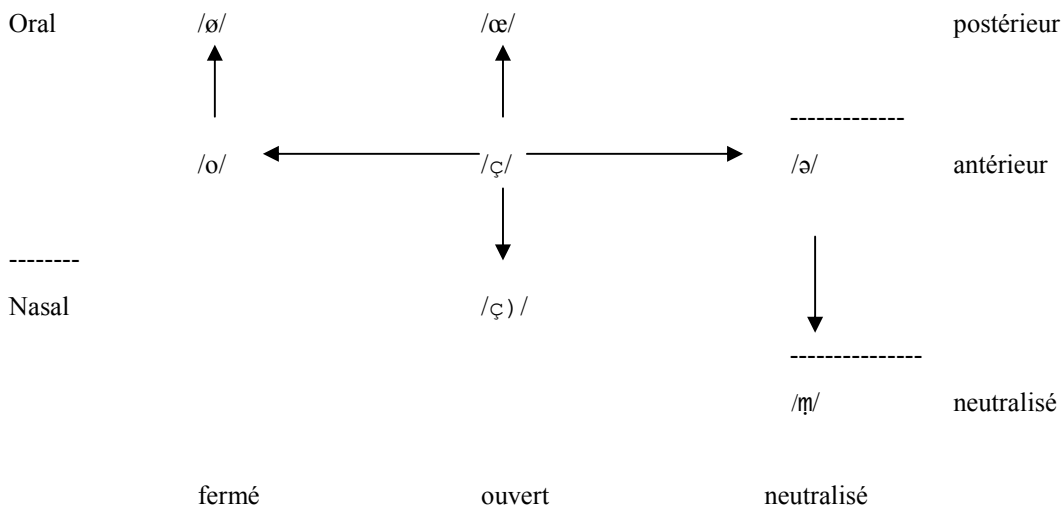 Oral /ø/ /œ/ postérieur
-------------
/o/ /ç/ /ə/ antérieur
--------
Nasal /ç)/
---------------
/m̩/ neutralisé
fermé ouvert neutralisé